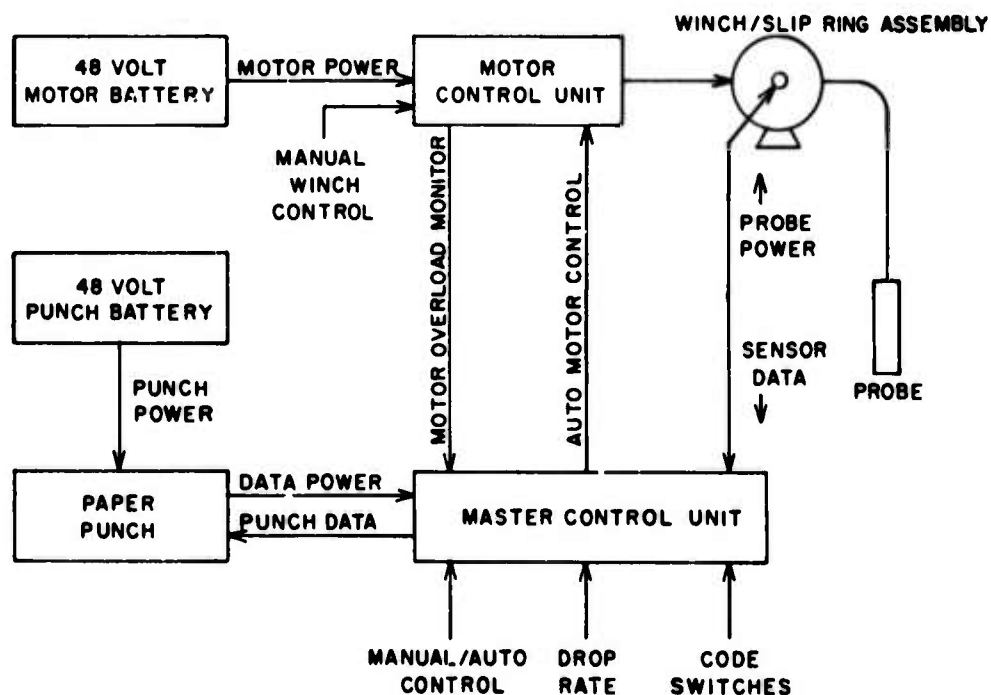 WINCH/SLIP RING ASSEMBLY
48 VOLT
MOTOR BATTERY
MOTOR POWER
MOTOR
CONTROL UNIT
MANUAL
WINCH
CONTROL
MOTOR OVERLOAD MONITOR
AUTO MOTOR CONTROL
PROBE
POWER
48 VOLT
PUNCH BATTERY
SENSOR
DATA
PROBE
PUNCH
POWER
PAPER
PUNCH
DATA POWER
PUNCH DATA
MASTER CONTROL UNIT
MANUAL/AUTO
CONTROL
DROP
RATE
CODE
SWITCHES